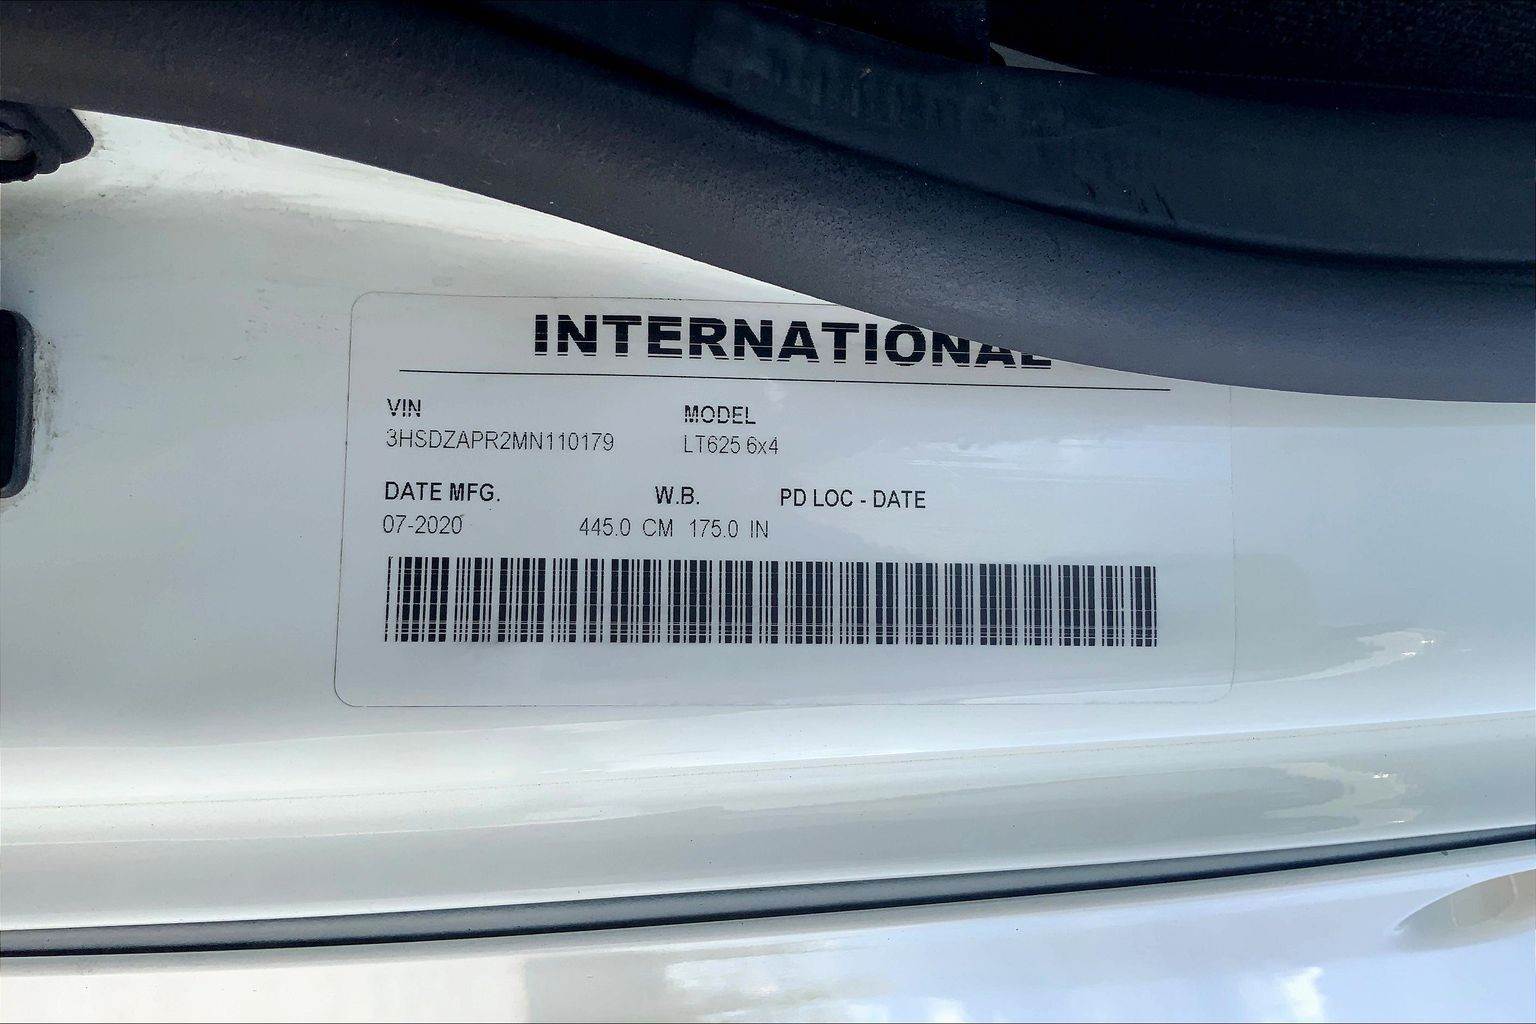 INTERNATIONAL
VIN MODEL
3HSDZAPR2MN110179 LT625 6x4
DATE MFG. W.B. PD LOC - DATE
07-2020 445.0 CM 175.0 IN